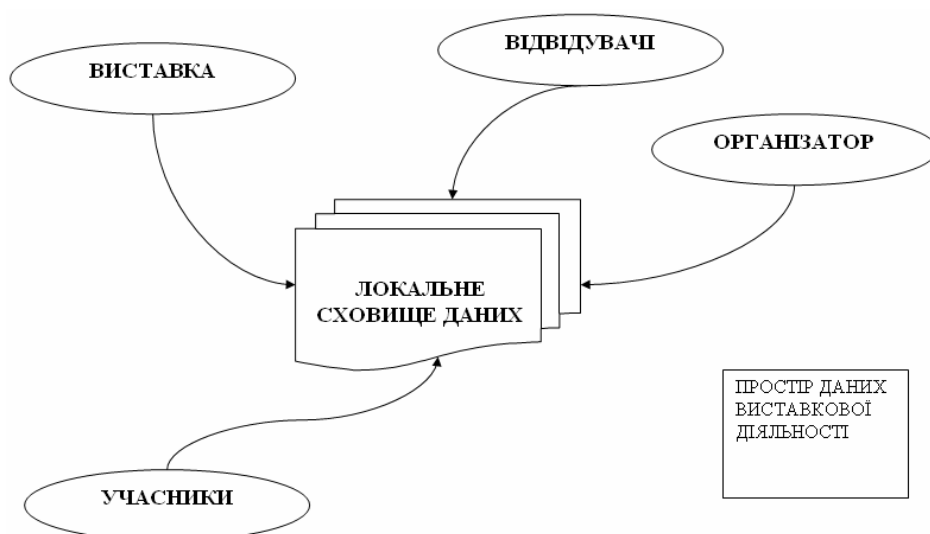 ВІДВІДУВАЧІ
ВИСТАВКА
ОРГАНІЗАТОР
ЛОКАЛЬНЕ
СХОВИЩЕ ДАНИХ
ПРОСТІР ДАНИХ
ВИСТАВКОВОЇ
ДІЯЛЬНОСТІ
УЧАСНИКИ